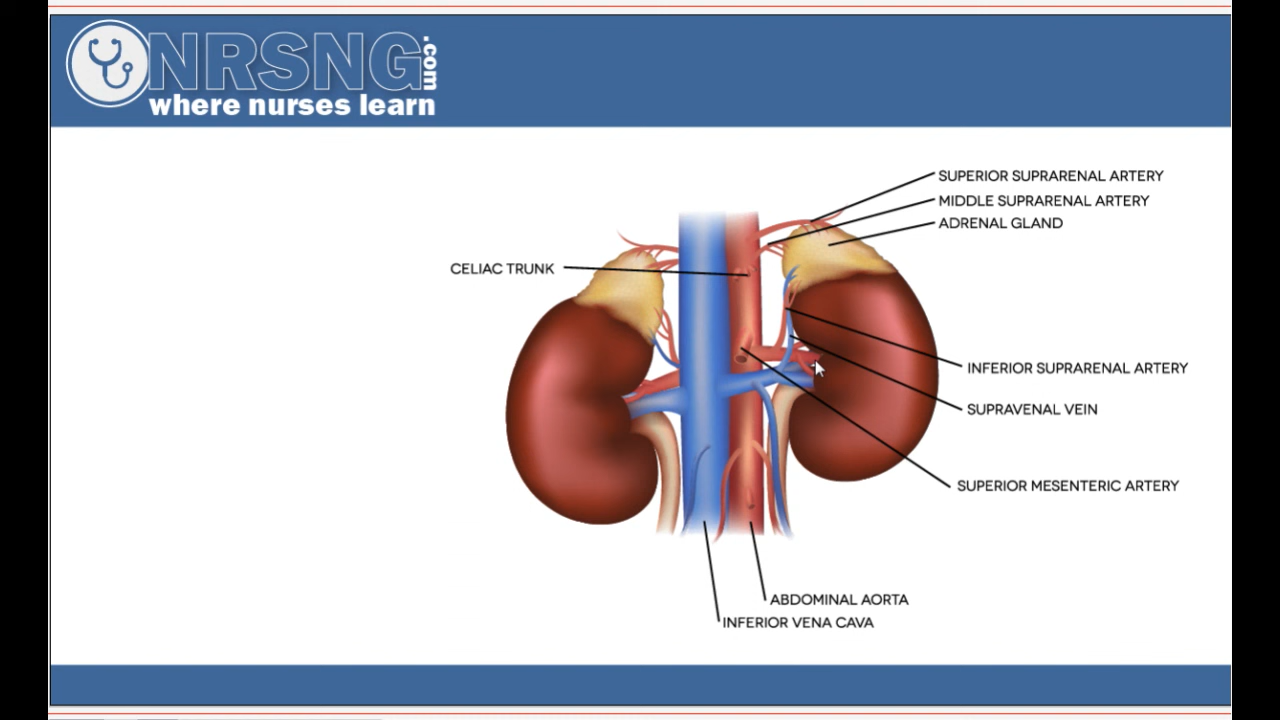 NRSNG.com
where nurses learn
SUPERIOR SUPRARENAL ARTERY
MIDDLE SUPRARENAL ARTERY
ADRENAL GLAND
CELIAC TRUNK
INFERIOR SUPRARENAL ARTERY
SUPRAVENAL VEIN
SUPERIOR MESENTERIC ARTERY
ABDOMINAL AORTA
INFERIOR VENA CAVA